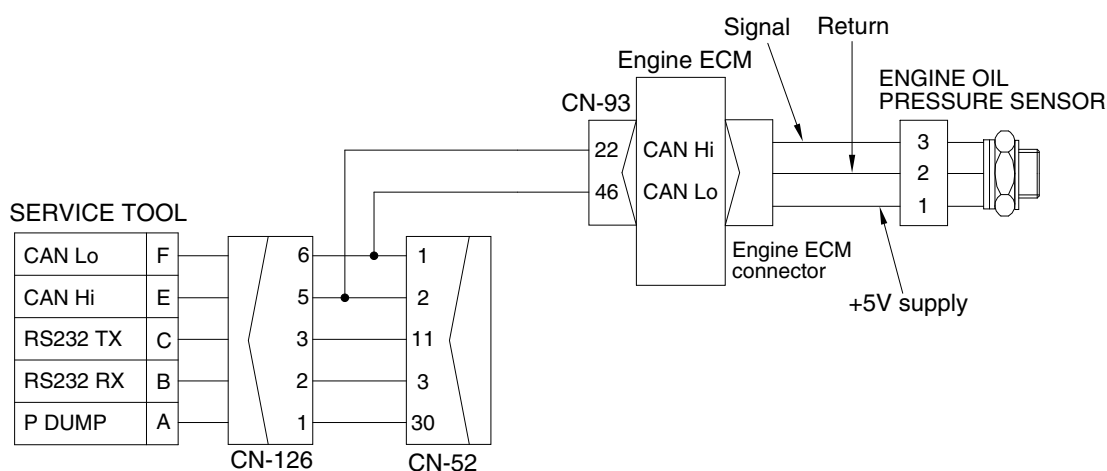 Signal
Return
Engine ECM
ENGINE OIL
PRESSURE SENSOR
CN-93
22
CAN Hi
3
46
CAN Lo
2
1
Engine ECM
connector
+5V supply
SERVICE TOOL
CAN Lo F 6 1
CAN Hi E 5 2
RS232 TX C 3 11
RS232 RX B 2 3
P DUMP A 1 30
CN-126
CN-52